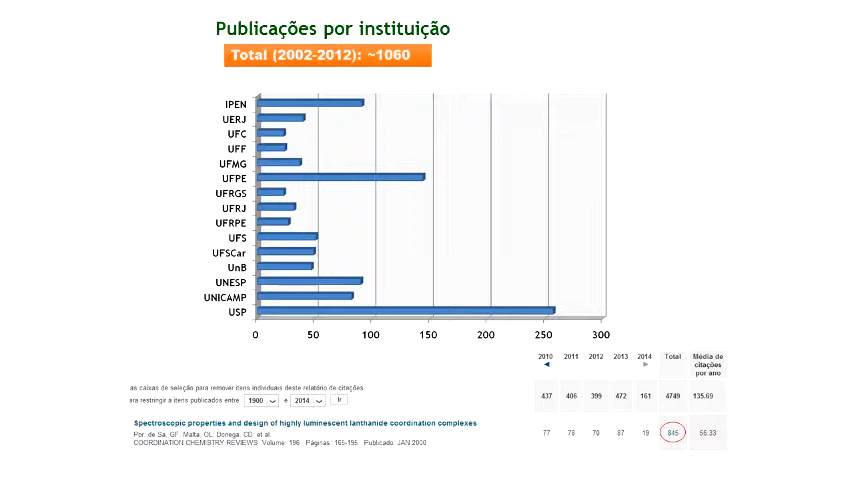 Publicações por instituição
Total (2002-2012): ~1060
IPEN
UERJ
UFC
UFF
UFMG
UFPE
UFRGS
UFRJ
UFRPE
UFS
UFSCar
UnB
UNESP
UNICAMP
USP
0 50 100 150 200 250 300
2010 2011 2012 2013 2014 Total Média de citações por ano
as caixas de seleção para remover itens individuais deste relatório de citações
437 406 399 472 161 4749 135.69
ara restringir a itens publicados entre 1900 e 2014 Ir
Spectroscopic properties and design of highly luminescent lanthanide coordination complexes
Por: de Sa, GF; Malta, OL; Donega, CD; et al.
77 78 70 87 19 845 56.33
COORDINATION CHEMISTRY REVIEWS Volume: 196 Páginas: 165-195 Publicado: JAN 2000